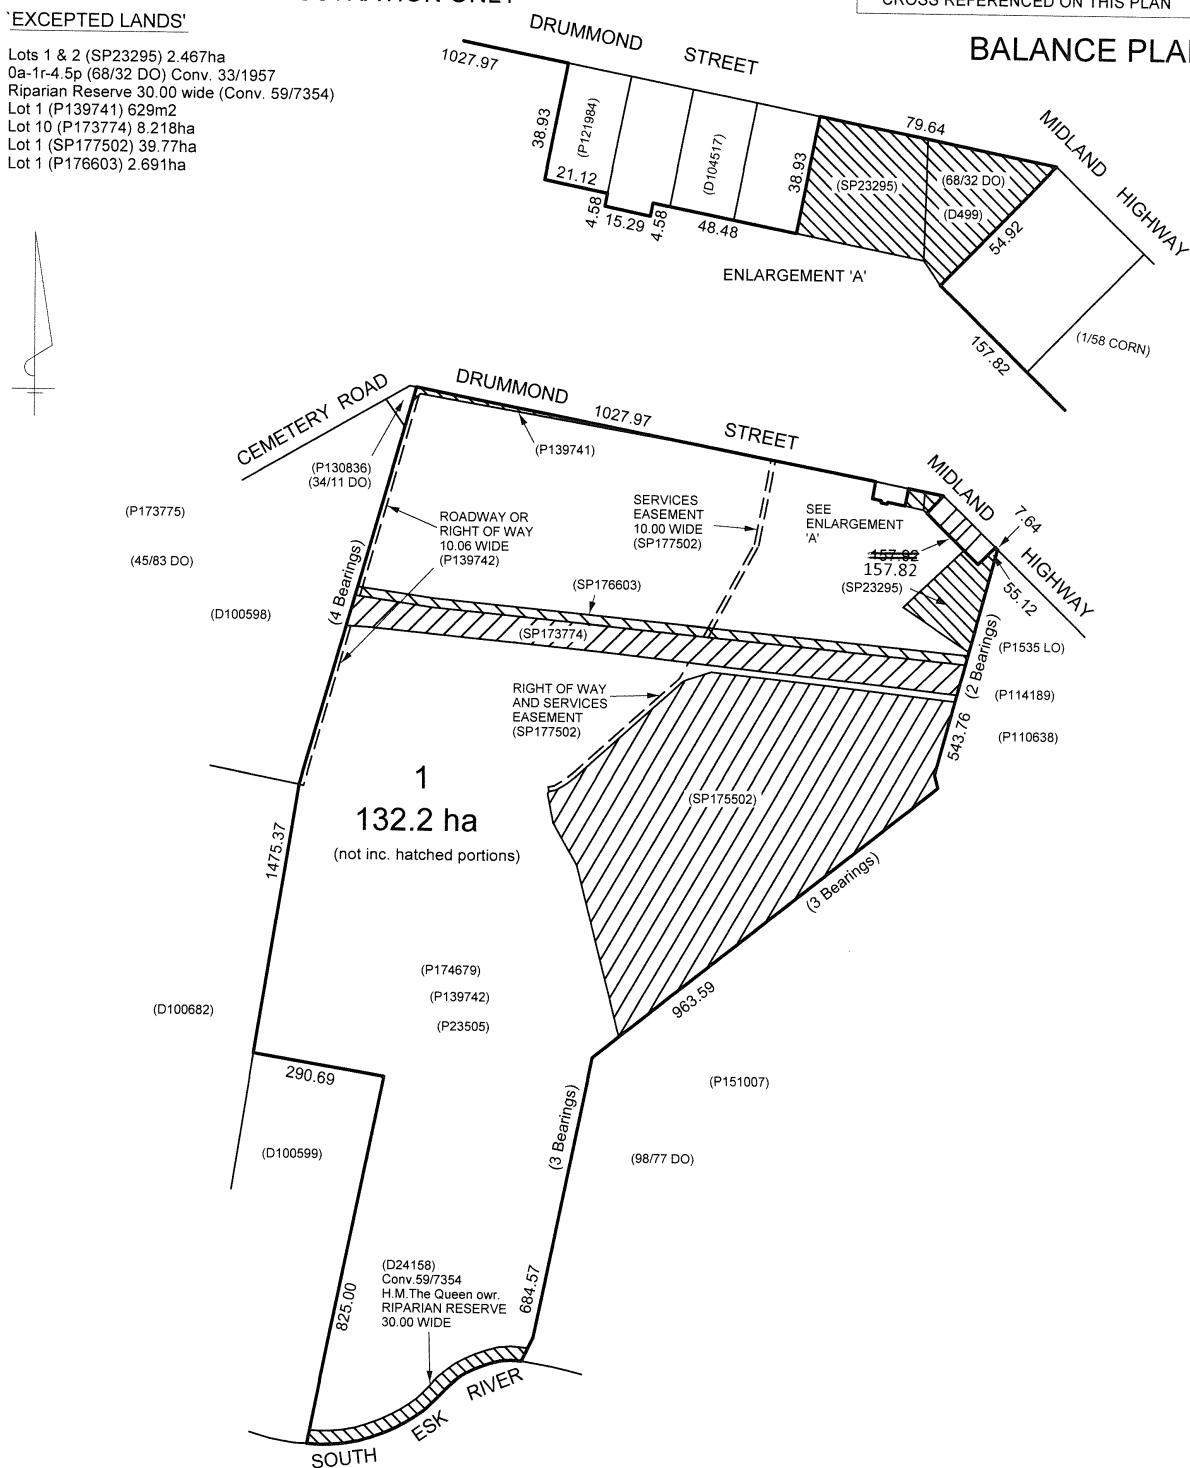 'EXCEPTED LANDS'
Lots 1 & 2 (SP23295) 2.467ha
0a-1r-4.5p (68/32 DO) Conv. 33/1957
Riparian Reserve 30.00 wide (Conv. 59/7354)
Lot 1 (P139741) 629m2
Lot 10 (P173774) 8.218ha
Lot 1 (SP177502) 39.77ha
Lot 1 (P176603) 2.691ha
CROSS REFERENCED ON THIS PLAN
BALANCE PLA
DRUMMOND STREET
1027.97
38.93
(P121984)
21.12
4.58
15.29
4.58
(D104517)
48.48
38.93
79.64
(SP23295)
(68/32 DO)
(D499)
54.92
MIDLAND HIGHWAY
157.82
(1/58 CORN)
ENLARGEMENT 'A'
CEMETERY ROAD
DRUMMOND STREET
1027.97
(P139741)
(P130836)
(34/11 DO)
(P173775)
(45/83 DO)
(D100598)
(4 Bearings)
ROADWAY OR
RIGHT OF WAY
10.06 WIDE
(P139742)
SERVICES
EASEMENT
10.00 WIDE
(SP177502)
SEE
ENLARGEMENT
'A'
MIDLAND HIGHWAY
7.64
157.92
157.82
(SP23295)
55.12
(SP176603)
(SP173774)
(2 Bearings)
(P1535 LO)
(P114189)
543.76
(P110638)
RIGHT OF WAY
AND SERVICES
EASEMENT
(SP177502)
1
132.2 ha
(not inc. hatched portions)
(SP175502)
1475.37
(3 Bearings)
963.59
(P174679)
(P139742)
(P23505)
(D100682)
290.69
(P151007)
(D100599)
(3 Bearings)
(98/77 DO)
825.00
(D24158)
Conv.59/7354
H.M.The Queen owr.
RIPARIAN RESERVE
30.00 WIDE
684.57
SOUTH ESK RIVER